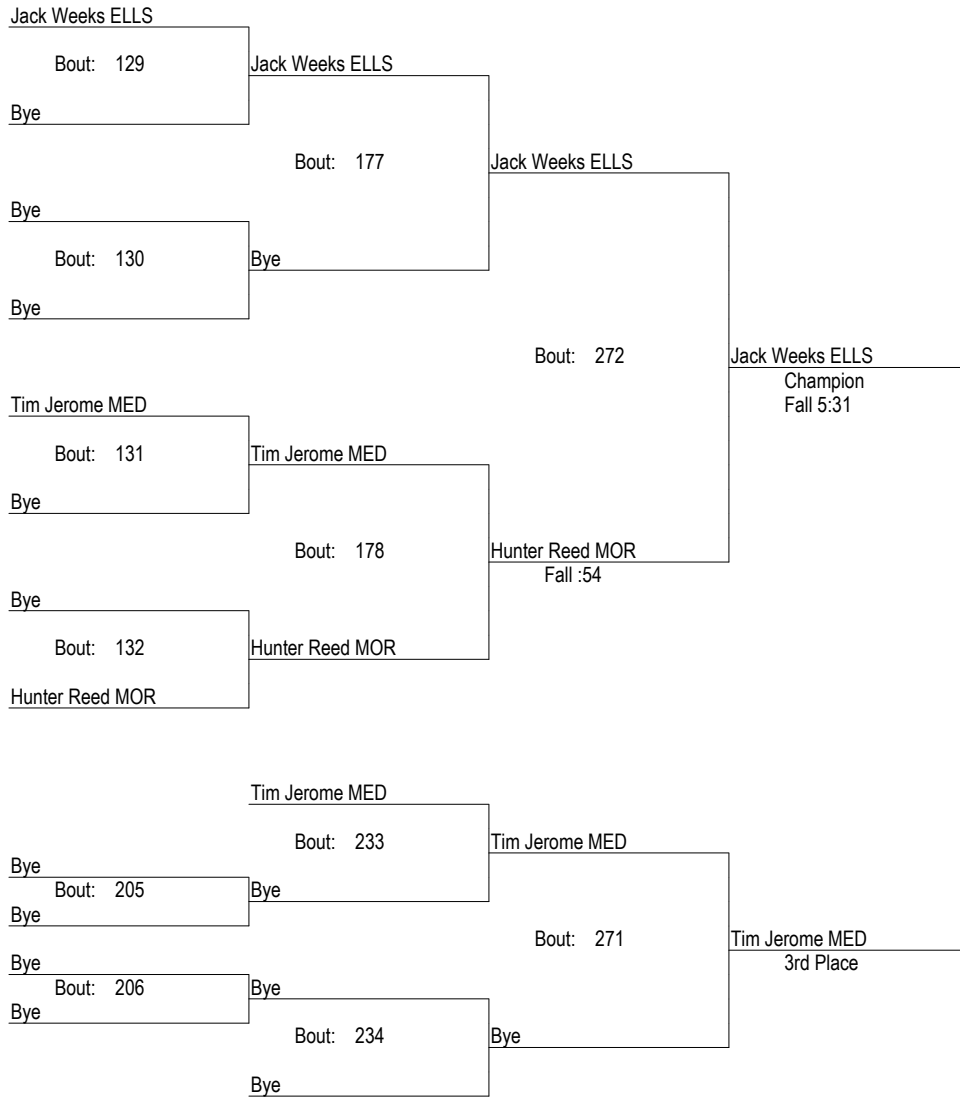 Jack Weeks ELLS
Bout: 129
Jack Weeks ELLS
Bye
Bout: 177
Jack Weeks ELLS
Bye
Bout: 130
Bye
Bye
Bout: 272
Jack Weeks ELLS
Champion
Fall 5:31
Tim Jerome MED
Bout: 131
Tim Jerome MED
Bye
Bout: 178
Hunter Reed MOR
Fall :54
Bye
Bout: 132
Hunter Reed MOR
Hunter Reed MOR
Tim Jerome MED
Bout: 233
Tim Jerome MED
Bye
Bout: 205
Bye
Bye
Bout: 271
Tim Jerome MED
3rd Place
Bye
Bout: 206
Bye
Bye
Bout: 234
Bye
Bye